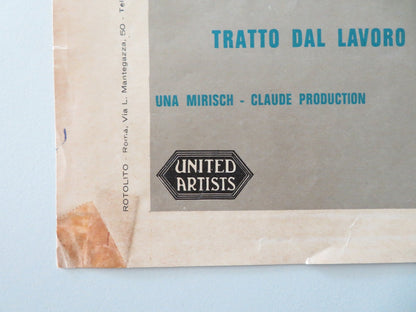 TRATTO DAL LAVORO
UNA MIRISCH - CLAUDE PRODUCTION
UNITED
ARTISTS
ROTOLITO - Roma, Via L. Mantegazza, 50 - Tel